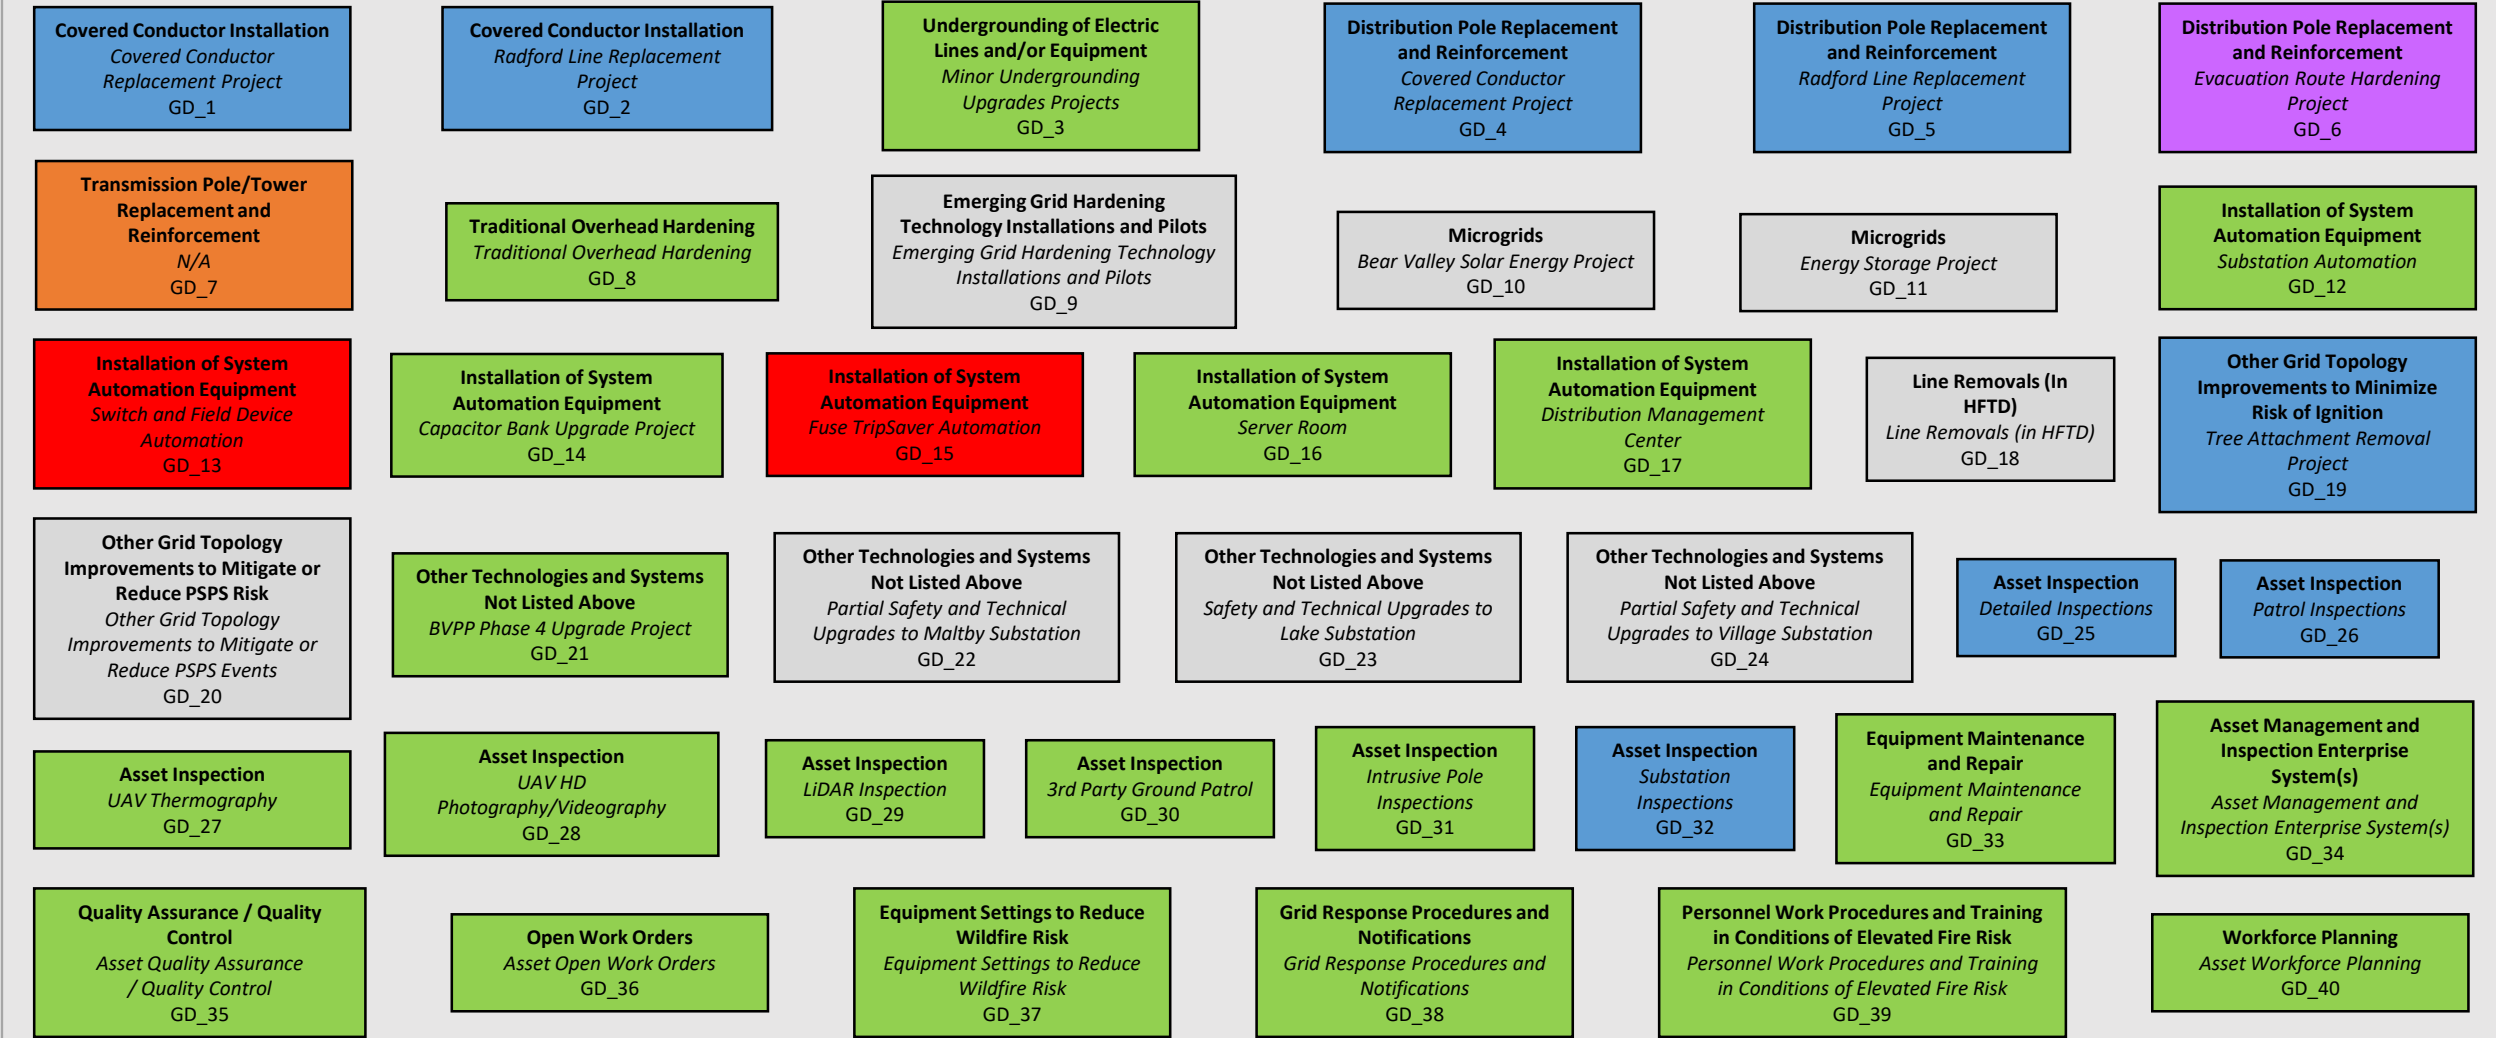 Covered Conductor Installation
Covered Conductor
Replacement Project
GD_1
Covered Conductor Installation
Radford Line Replacement
Project
GD_2
Undergrounding of Electric
Lines and/or Equipment
Minor Undergrounding
Upgrades Projects
GD_3
Distribution Pole Replacement
and Reinforcement
Covered Conductor
Replacement Project
GD_4
Distribution Pole Replacement
and Reinforcement
Radford Line Replacement
Project
GD_5
Distribution Pole Replacement
and Reinforcement
Evacuation Route Hardening
Project
GD_6
Transmission Pole/Tower
Replacement and
Reinforcement
N/A
GD_7
Traditional Overhead Hardening
Traditional Overhead Hardening
GD_8
Emerging Grid Hardening
Technology Installations and Pilots
Emerging Grid Hardening Technology
Installations and Pilots
GD_9
Microgrids
Bear Valley Solar Energy Project
GD_10
Microgrids
Energy Storage Project
GD_11
Installation of System
Automation Equipment
Substation Automation
GD_12
Installation of System
Automation Equipment
Switch and Field Device
Automation
GD_13
Installation of System
Automation Equipment
Capacitor Bank Upgrade Project
GD_14
Installation of System
Automation Equipment
Fuse TripSaver Automation
GD_15
Installation of System
Automation Equipment
Server Room
GD_16
Installation of System
Automation Equipment
Distribution Management
Center
GD_17
Line Removals (In
HFTD)
Line Removals (in HFTD)
GD_18
Other Grid Topology
Improvements to Minimize
Risk of Ignition
Tree Attachment Removal
Project
GD_19
Other Grid Topology
Improvements to Mitigate or
Reduce PSPS Risk
Other Grid Topology
Improvements to Mitigate or
Reduce PSPS Events
GD_20
Other Technologies and Systems
Not Listed Above
BVPP Phase 4 Upgrade Project
GD_21
Other Technologies and Systems
Not Listed Above
Partial Safety and Technical
Upgrades to Maltby Substation
GD_22
Other Technologies and Systems
Not Listed Above
Safety and Technical Upgrades to
Lake Substation
GD_23
Other Technologies and Systems
Not Listed Above
Partial Safety and Technical
Upgrades to Village Substation
GD_24
Asset Inspection
Detailed Inspections
GD_25
Asset Inspection
Patrol Inspections
GD_26
Asset Inspection
UAV Thermography
GD_27
Asset Inspection
UAV HD
Photography/Videography
GD_28
Asset Inspection
LiDAR Inspection
GD_29
Asset Inspection
3rd Party Ground Patrol
GD_30
Asset Inspection
Intrusive Pole
Inspections
GD_31
Asset Inspection
Substation
Inspections
GD_32
Equipment Maintenance
and Repair
Equipment Maintenance
and Repair
GD_33
Asset Management and
Inspection Enterprise
System(s)
Asset Management and
Inspection Enterprise System(s)
GD_34
Quality Assurance / Quality
Control
Asset Quality Assurance
/ Quality Control
GD_35
Open Work Orders
Asset Open Work Orders
GD_36
Equipment Settings to Reduce
Wildfire Risk
Equipment Settings to Reduce
Wildfire Risk
GD_37
Grid Response Procedures and
Notifications
Grid Response Procedures and
Notifications
GD_38
Personnel Work Procedures and Training
in Conditions of Elevated Fire Risk
Personnel Work Procedures and Training
in Conditions of Elevated Fire Risk
GD_39
Workforce Planning
Asset Workforce Planning
GD_40